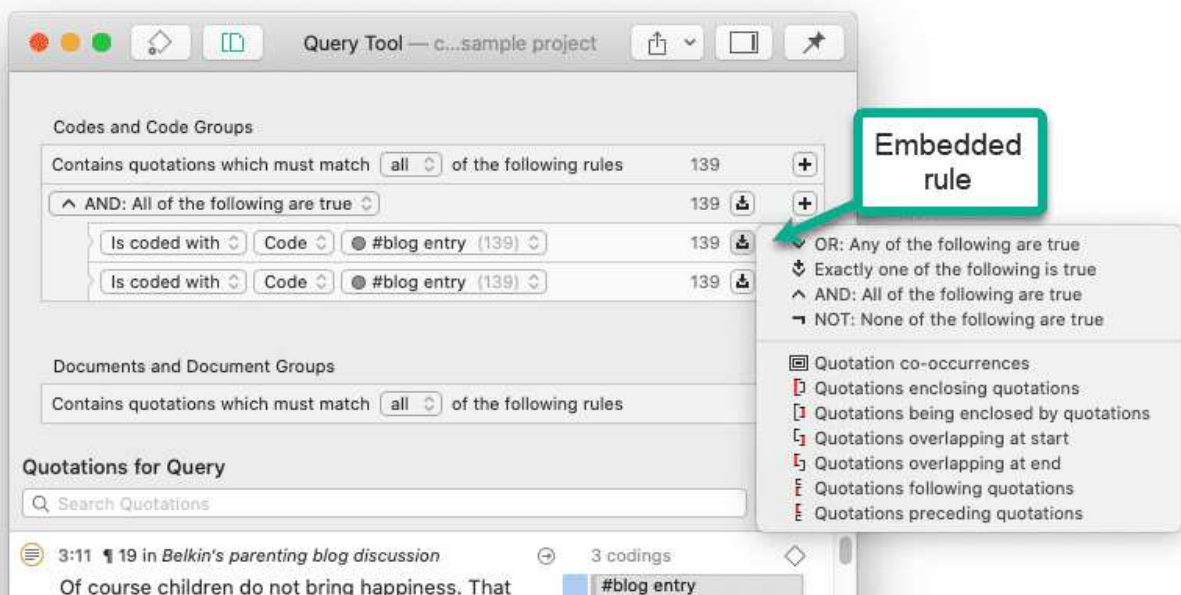 Query Tool — c...sample project
Codes and Code Groups
Contains quotations which must match all of the following rules 139
AND: All of the following are true 139
Is coded with Code #blog entry (139) 139
Is coded with Code #blog entry (139) 139
Embedded
rule
OR: Any of the following are true
Exactly one of the following is true
AND: All of the following are true
NOT: None of the following are true
Quotation co-occurrences
Quotations enclosing quotations
Quotations being enclosed by quotations
Quotations overlapping at start
Quotations overlapping at end
Quotations following quotations
Quotations preceding quotations
Documents and Document Groups
Contains quotations which must match all of the following rules
Quotations for Query
Search Quotations
3:11 ¶ 19 in Belkin's parenting blog discussion 3 codings
Of course children do not bring happiness. That #blog entry